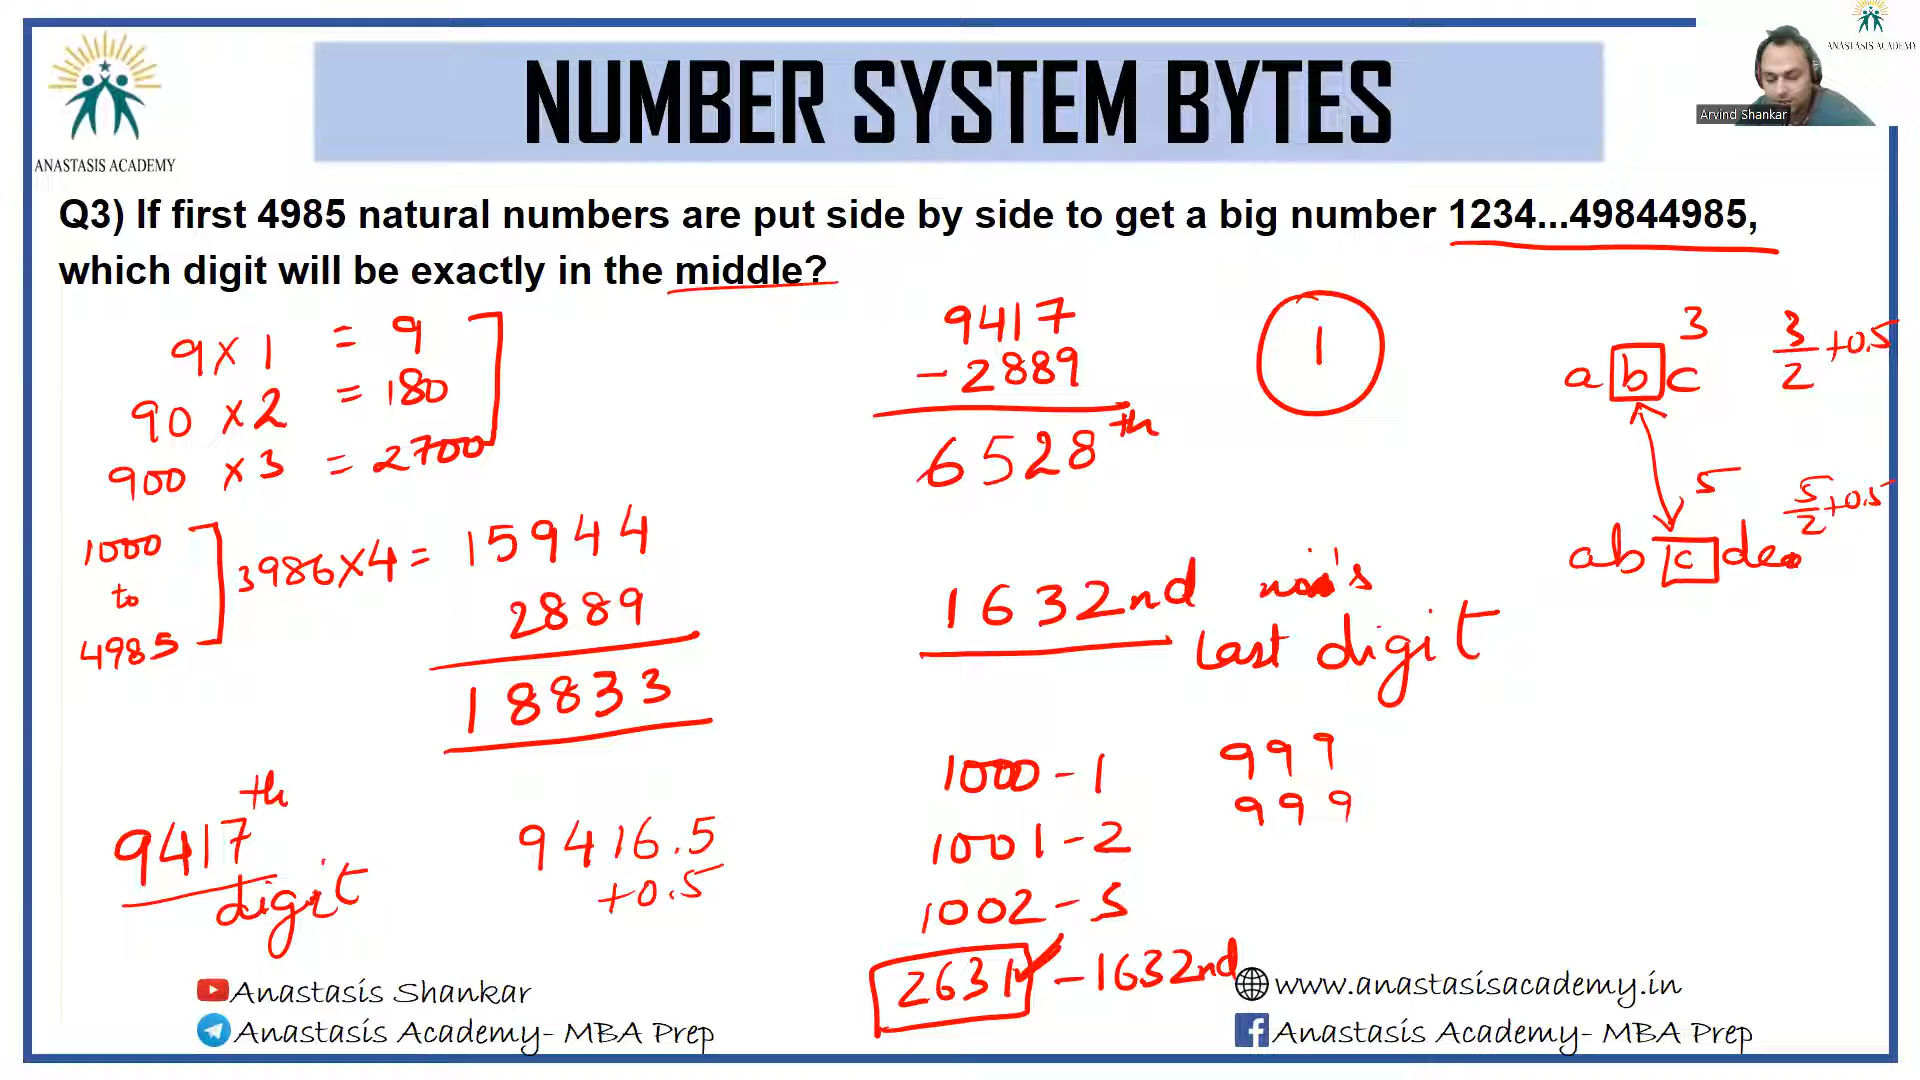 NUMBER SYSTEM BYTES
ANASTASIS ACADEMY
ANASTASIS ACADEMY
Arvind Shankar
Q3) If first 4985 natural numbers are put side by side to get a big number 1234...49844985,
which digit will be exactly in the middle?
9 x 1 = 9
90 x 2 = 180
900 x 3 = 2700
1000
to
4985
3986 x 4 = 15944
2889
18833
9417th
digit
9416.5
+0.5
9417
- 2889
6528th
1
1632nd no's
Last digit
1000 - 1
1001 - 2
1002 - 3
2631 - 1632nd
999
999
3
a b c
3/2 +0.5
5
ab c de
5/2 +0.5
Anastasis Shankar
Anastasis Academy- MBA Prep
www.anastasisacademy.in
Anastasis Academy- MBA Prep